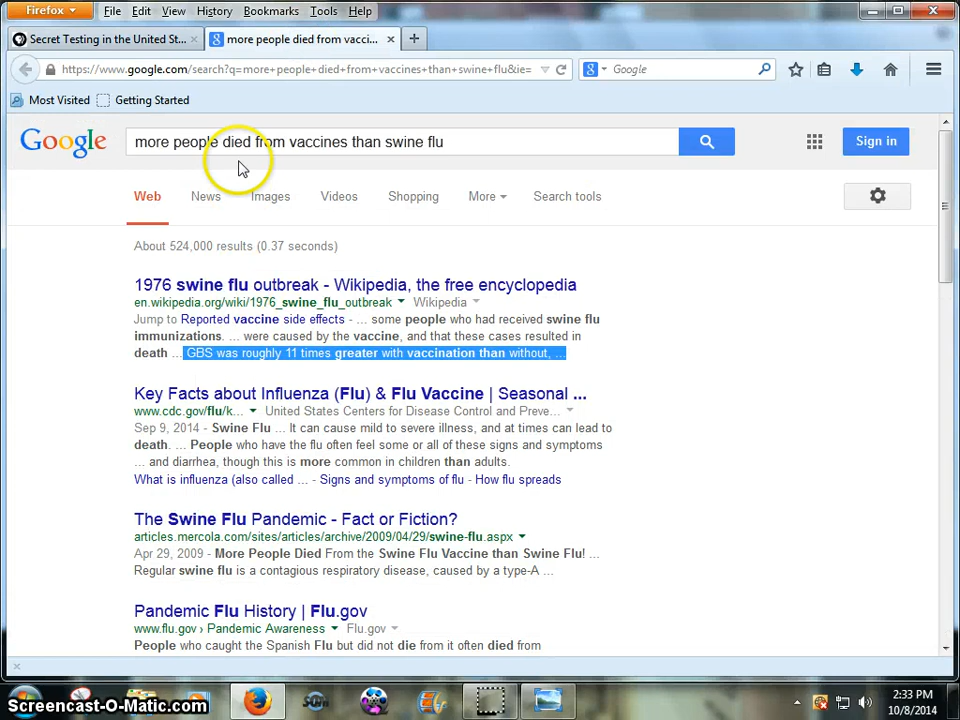 Firefox File Edit View History Bookmarks Tools Help
Secret Testing in the United St... × more people died from vacci... × +
https://www.google.com/search?q=more+people+died+from+vaccines+than+swine flu&ie= Google
Most Visited Getting Started
Google more people died from vaccines than swine flu Sign in
Web News Images Videos Shopping More Search tools
About 524,000 results (0.37 seconds)
1976 swine flu outbreak - Wikipedia, the free encyclopedia
en.wikipedia.org/wiki/1976_swine_flu_outbreak Wikipedia
Jump to Reported vaccine side effects - ... some people who had received swine flu
immunizations. ... were caused by the vaccine, and that these cases resulted in
death ... GBS was roughly 11 times greater with vaccination than without, ...
Key Facts about Influenza (Flu) & Flu Vaccine | Seasonal ...
www.cdc.gov/flu/k... United States Centers for Disease Control and Preve...
Sep 9, 2014 - Swine Flu ... It can cause mild to severe illness, and at times can lead to
death. ... People who have the flu often feel some or all of these signs and symptoms
... and diarrhea, though this is more common in children than adults.
What is influenza (also called ... - Signs and symptoms of flu - How flu spreads
The Swine Flu Pandemic - Fact or Fiction?
articles.mercola.com/sites/articles/archive/2009/04/29/swine-flu.aspx
Apr 29, 2009 - More People Died From the Swine Flu Vaccine than Swine Flu! ...
Regular swine flu is a contagious respiratory disease, caused by a type-A ...
Pandemic Flu History | Flu.gov
www.flu.gov › Pandemic Awareness Flu.gov
People who caught the Spanish Flu but did not die from it often died from
2:33 PM
10/8/2014
Screencast-O-Matic.com